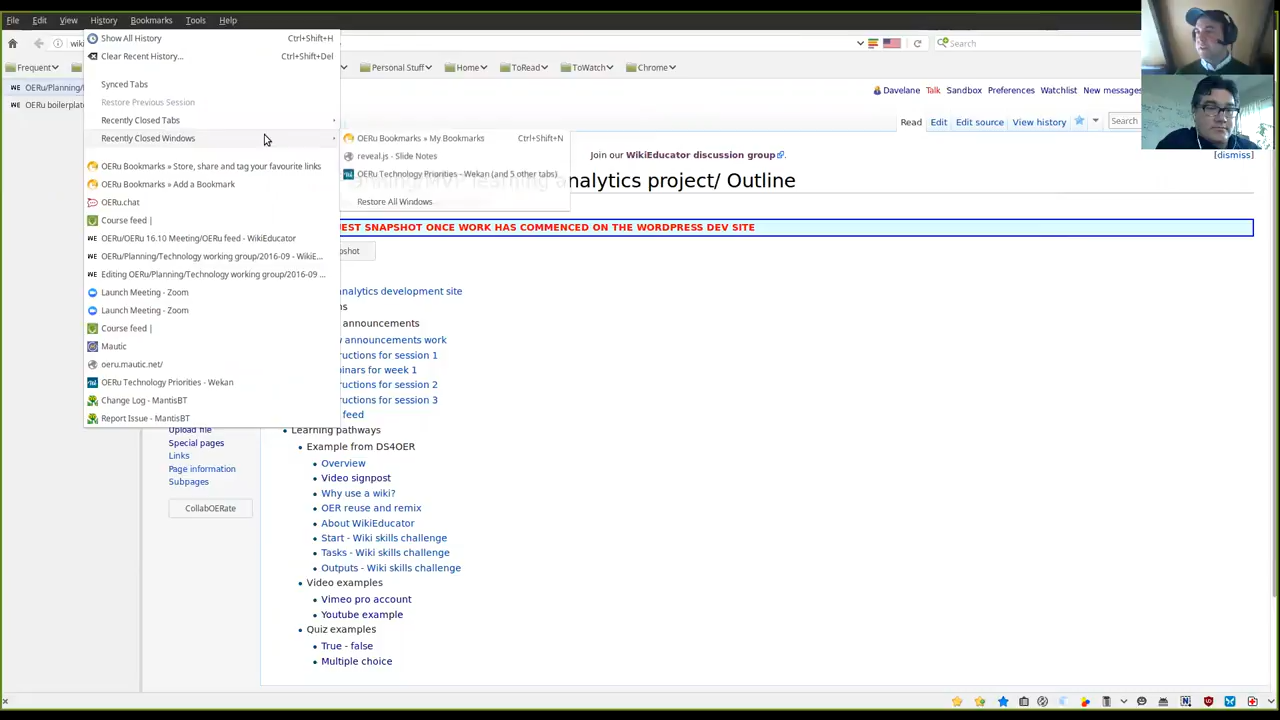 File Edit View History Bookmarks Tools Help
Show All History Ctrl+Shift+H
Clear Recent History... Ctrl+Shift+Del
Synced Tabs
Restore Previous Session
Recently Closed Tabs
Recently Closed Windows
OERu Bookmarks » Store, share and tag your favourite links
OERu Bookmarks » Add a Bookmark
OERu.chat
Course feed |
OERu/OERu 16.10 Meeting/OERu feed - WikiEducator
OERu/Planning/Technology working group/2016-09 - WikiE...
Editing OERu/Planning/Technology working group/2016-09 ...
Launch Meeting - Zoom
Launch Meeting - Zoom
Course feed |
Mautic
oeru.mautic.net/
OERu Technology Priorities - Wekan
Change Log - MantisBT
Report Issue - MantisBT
OERu Bookmarks » My Bookmarks Ctrl+Shift+N
reveal.js - Slide Notes
OERu Technology Priorities - Wekan (and 5 other tabs)
Restore All Windows
wiki
Search
Frequent
Personal Stuff
Home
ToRead
ToWatch
Chrome
OERu/Planning/
OERu boilerplat
Davelane Talk Sandbox Preferences Watchlist New messages
Read Edit Edit source View history
Search
Join our WikiEducator discussion group.
[dismiss]
learning analytics project/ Outline
EST SNAPSHOT ONCE WORK HAS COMMENCED ON THE WORDPRESS DEV SITE
pshot
analytics development site
ns
announcements
announcements work
ructions for session 1
binars for week 1
ructions for session 2
ructions for session 3
feed
Learning pathways
Example from DS4OER
Overview
Video signpost
Why use a wiki?
OER reuse and remix
About WikiEducator
Start - Wiki skills challenge
Tasks - Wiki skills challenge
Outputs - Wiki skills challenge
Video examples
Vimeo pro account
Youtube example
Quiz examples
True - false
Multiple choice
Upload file
Special pages
Links
Page information
Subpages
CollabOERate